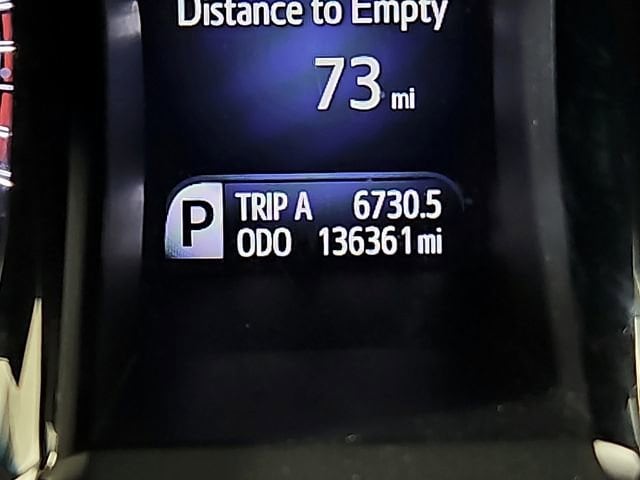 Distance to Empty
73 mi
P
TRIP A 6730.5
ODO 136361 mi